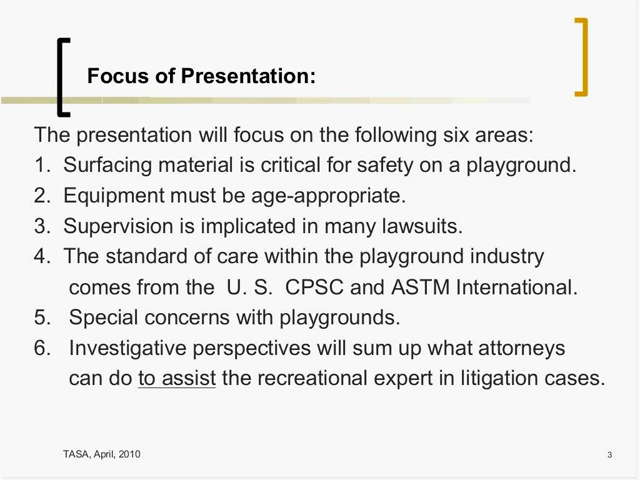 Focus of Presentation:
The presentation will focus on the following six areas:
1. Surfacing material is critical for safety on a playground.
2. Equipment must be age-appropriate.
3. Supervision is implicated in many lawsuits.
4. The standard of care within the playground industry
comes from the U. S. CPSC and ASTM International.
5. Special concerns with playgrounds.
6. Investigative perspectives will sum up what attorneys
can do to assist the recreational expert in litigation cases.
TASA, April, 2010
3